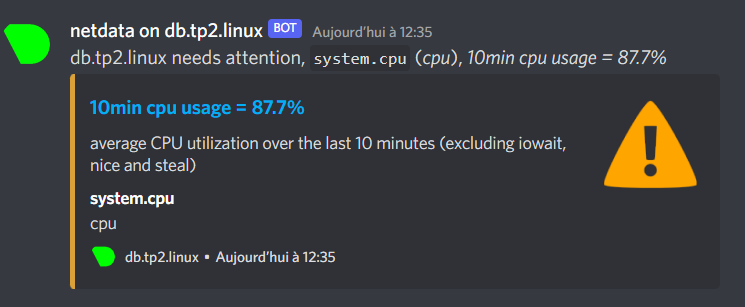 netdata on db.tp2.linux BOT Aujourd'hui à 12:35
db.tp2.linux needs attention, system.cpu (cpu), 10min cpu usage = 87.7%
10min cpu usage = 87.7%
average CPU utilization over the last 10 minutes (excluding iowait,
nice and steal)
system.cpu
cpu
db.tp2.linux • Aujourd'hui à 12:35